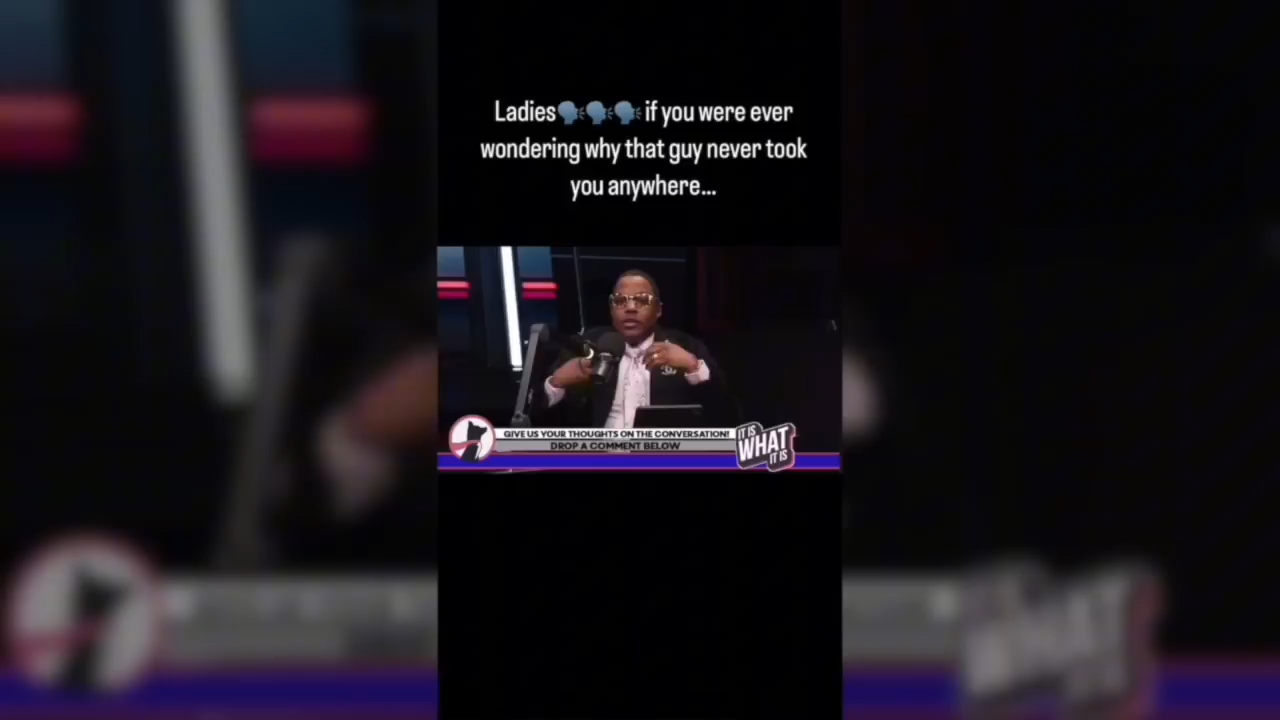 Ladies🗣️🗣️🗣️ if you were ever
wondering why that guy never took
you anywhere...
GIVE US YOUR THOUGHTS ON THE CONVERSATION!
DROP A COMMENT BELOW
IT IS
WHAT
IT IS